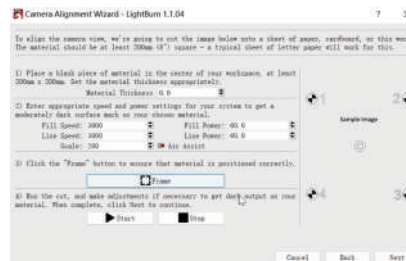 Camera Alignment Wizard - LightBurn 1.1.04
?
To align the camera view, we're going to cut the image below onto a sheet of paper, cardboard, or thin wood
The material should be at least 200mm (8") square - a typical sheet of letter paper will work for this.
1) Place a blank piece of material in the center of your workspace, at least
200mm x 200mm. Set the material thickness appropriately.
Material Thickness 0.0
2) Enter appropriate speed and power settings for your system to get a
moderately dark surface mark on your chosen material.
Fill Speed: 3000 Fill Power: 60.0
Line Speed: 3000 Line Power: 60.0
Scale: 200 Air Assist
3) Click the "Frame" button to ensure that material is positioned correctly.
Frame
4) Run the cut, and make adjustments if necessary to get dark output on your
material. When complete, click Next to continue.
Start Stop
1 2
Sample Image
4 3
Cancel Back Next